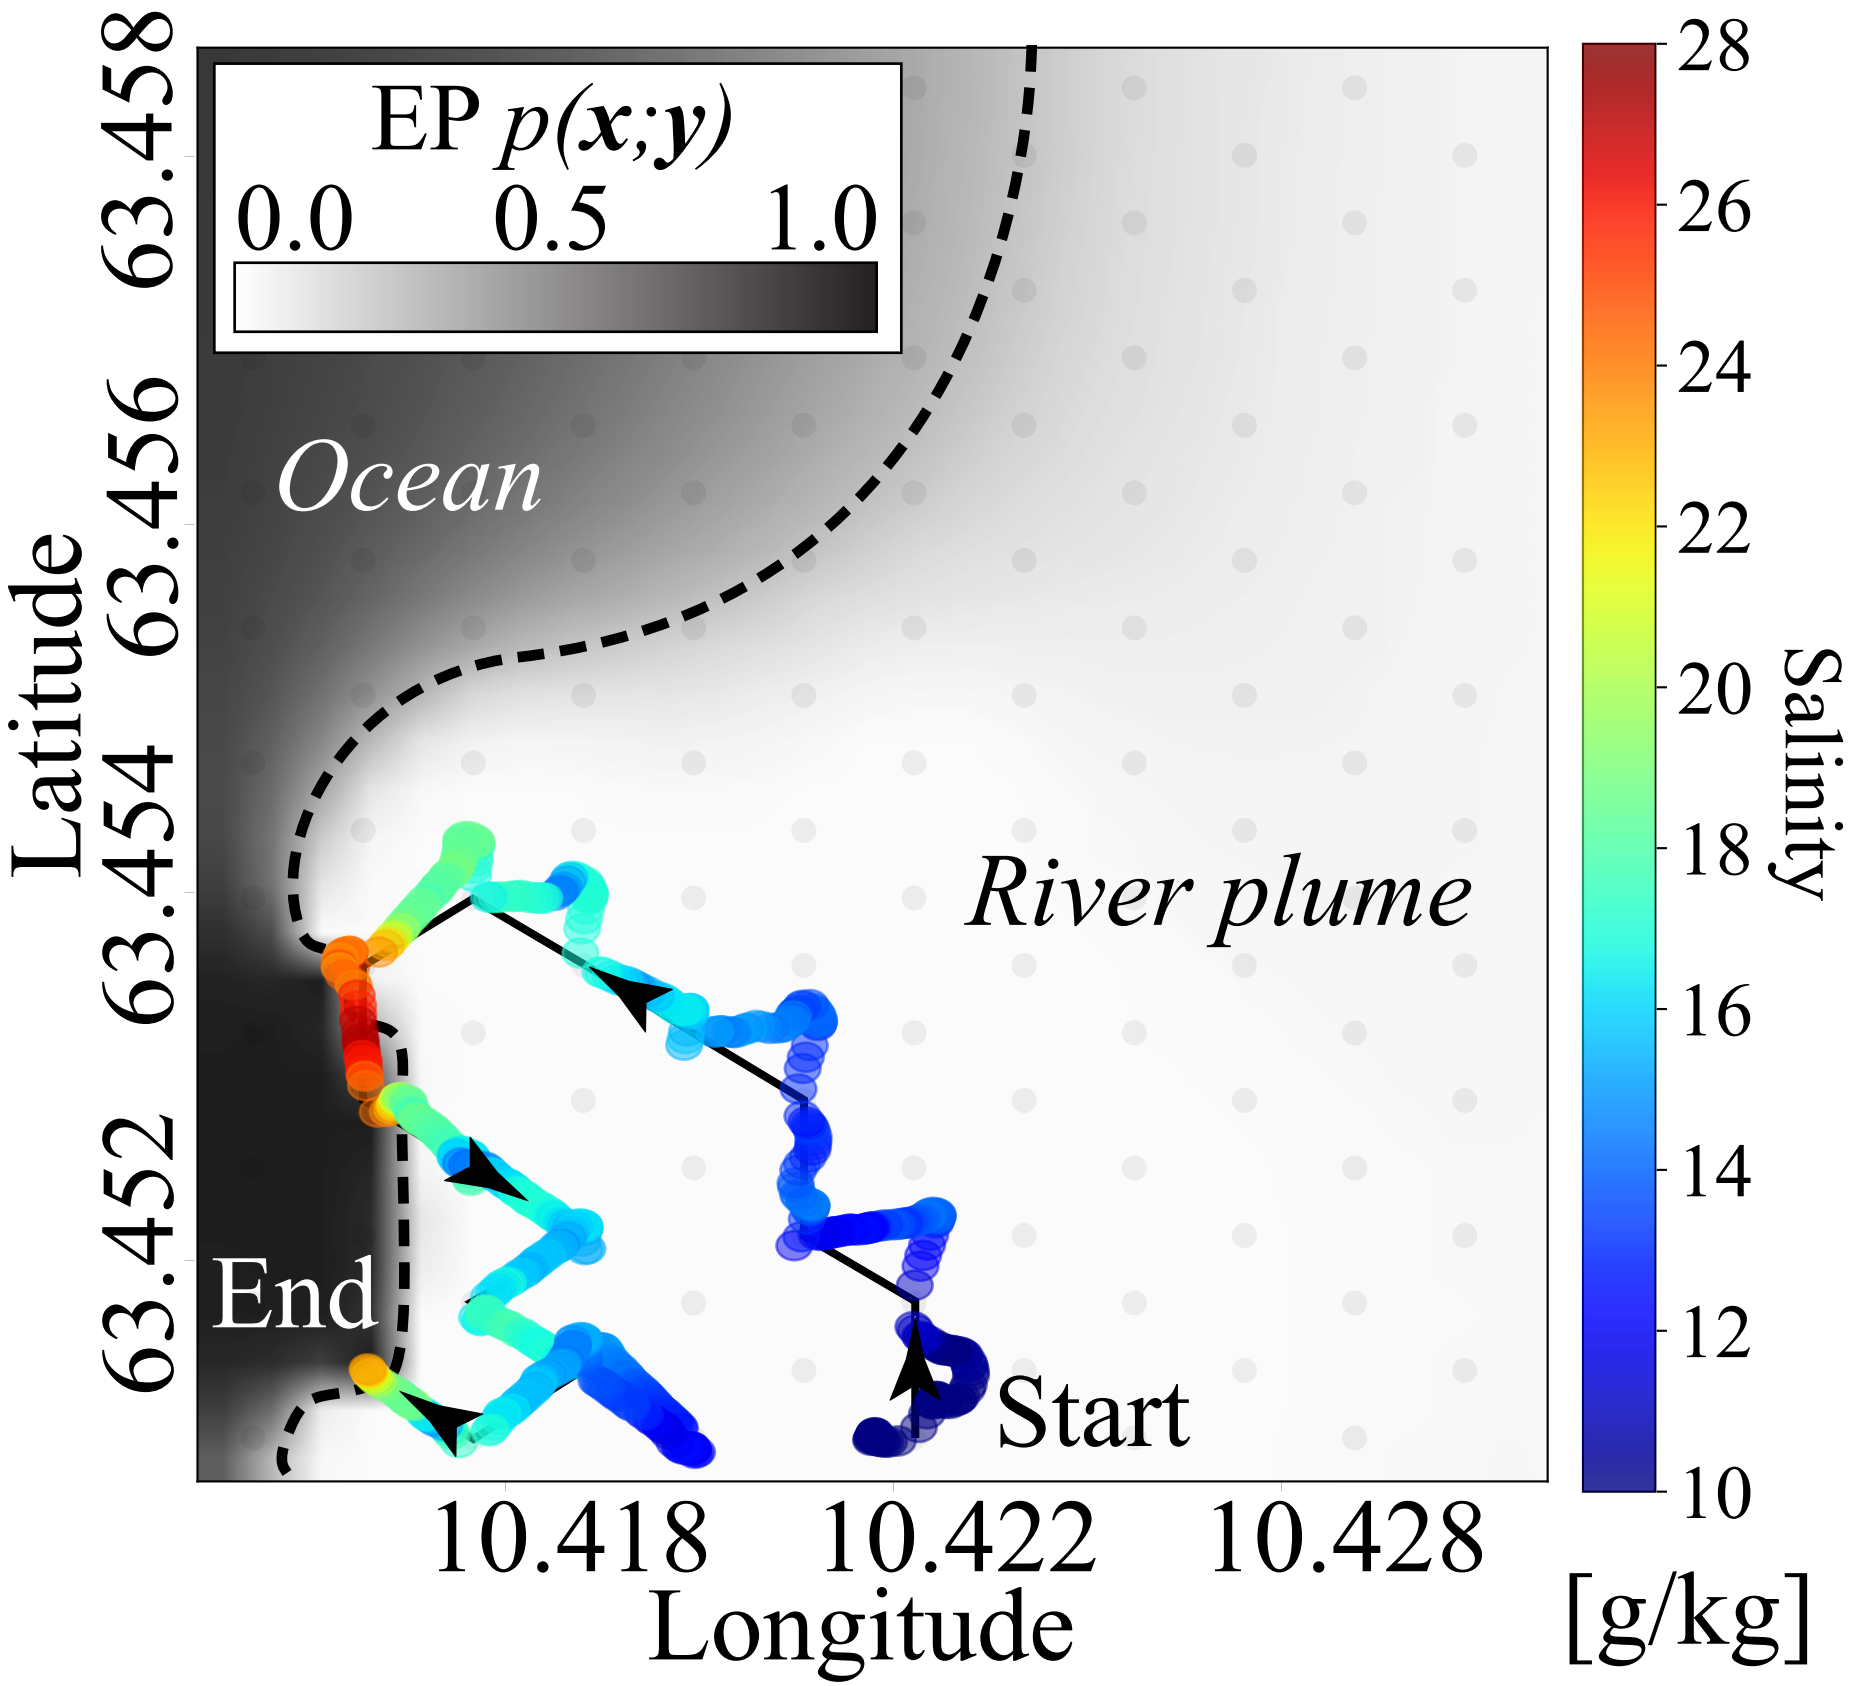 EP p(x;y)
0.0 0.5 1.0
Ocean
River plume
End
Start
63.458
63.456
63.454
63.452
Latitude
10.418 10.422 10.428
Longitude
28
26
24
22
20
18
16
14
12
10
Salinity
[g/kg]